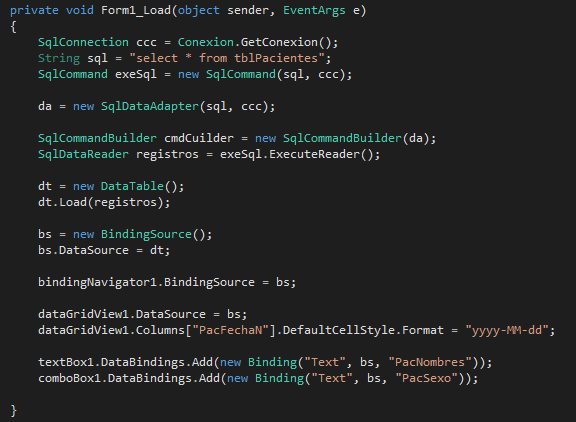 private void Form1_Load(object sender, EventArgs e)
{
SqlConnection ccc = Conexion.GetConexion();
String sql = "select * from tblPacientes";
SqlCommand exeSql = new SqlCommand(sql, ccc);
da = new SqlDataAdapter(sql, ccc);
SqlCommandBuilder cmdCuilder = new SqlCommandBuilder(da);
SqlDataReader registros = exeSql.ExecuteReader();
dt = new DataTable();
dt.Load(registros);
bs = new BindingSource();
bs.DataSource = dt;
bindingNavigator1.BindingSource = bs;
dataGridView1.DataSource = bs;
dataGridView1.Columns["PacFechaN"].DefaultCellStyle.Format = "yyyy-MM-dd";
textBox1.DataBindings.Add(new Binding("Text", bs, "PacNombres"));
comboBox1.DataBindings.Add(new Binding("Text", bs, "PacSexo"));
}